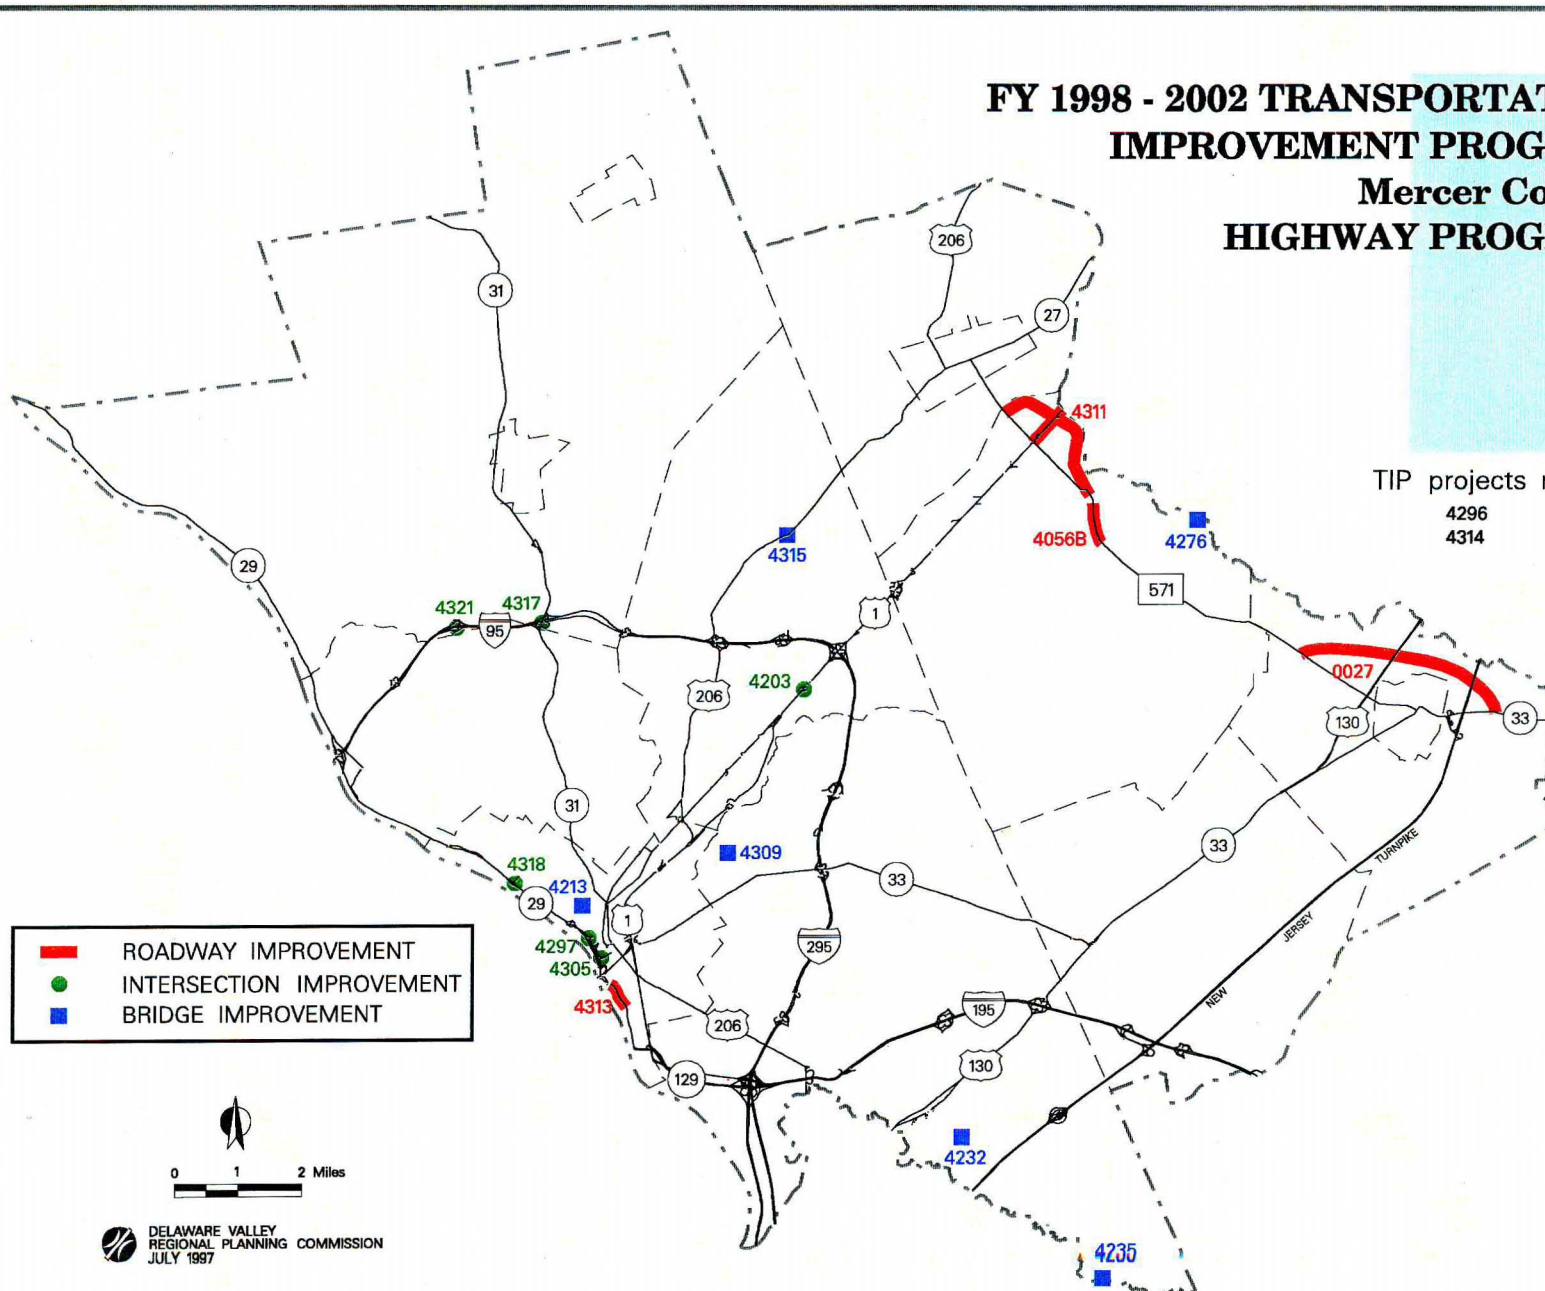 FY 1998 - 2002 TRANSPORTAT
IMPROVEMENT PROG
Mercer Co
HIGHWAY PROG
TIP projects
4296
4314
206
31
27
4311
4056B
4276
4315
571
29
4321
4317
95
1
4203
206
0027
130
33
31
33
4309
TURNPIKE
4318
4213
29
33
1
JERSEY
4297
4305
295
NEW
4313
206
195
130
129
4232
4235
ROADWAY IMPROVEMENT
INTERSECTION IMPROVEMENT
BRIDGE IMPROVEMENT
0 1 2 Miles
DELAWARE VALLEY
REGIONAL PLANNING COMMISSION
JULY 1997